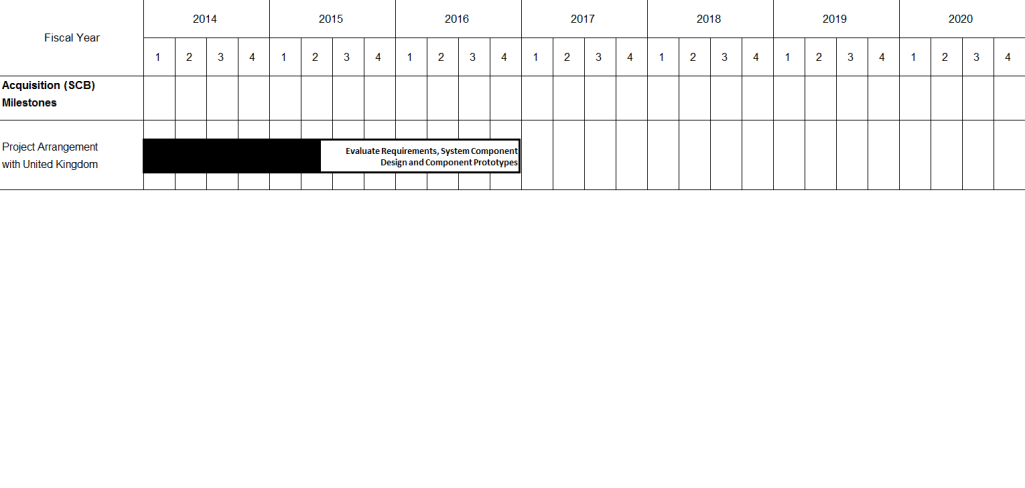 Fiscal Year
2014 2015 2016 2017 2018 2019 2020
1 2 3 4 1 2 3 4 1 2 3 4 1 2 3 4 1 2 3 4 1 2 3 4 1 2 3 4
Acquisition (SCB)
Milestones
Project Arrangement
with United Kingdom
Evaluate Requirements, System Component
Design and Component Prototypes